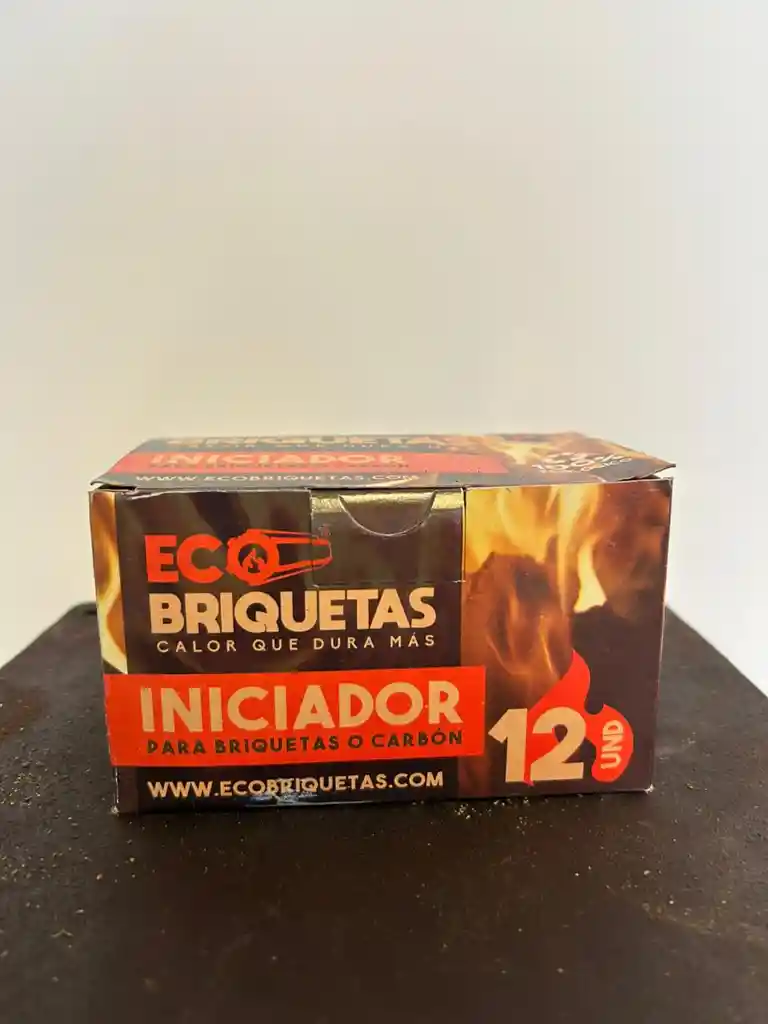 BRIQUETAS
INICIADOR
WWW.ECOBRIQUETAS.COM
ECO
BRIQUETAS
CALOR QUE DURA MÁS
INICIADOR
PARA BRIQUETAS O CARBÓN
WWW.ECOBRIQUETAS.COM
12 UND